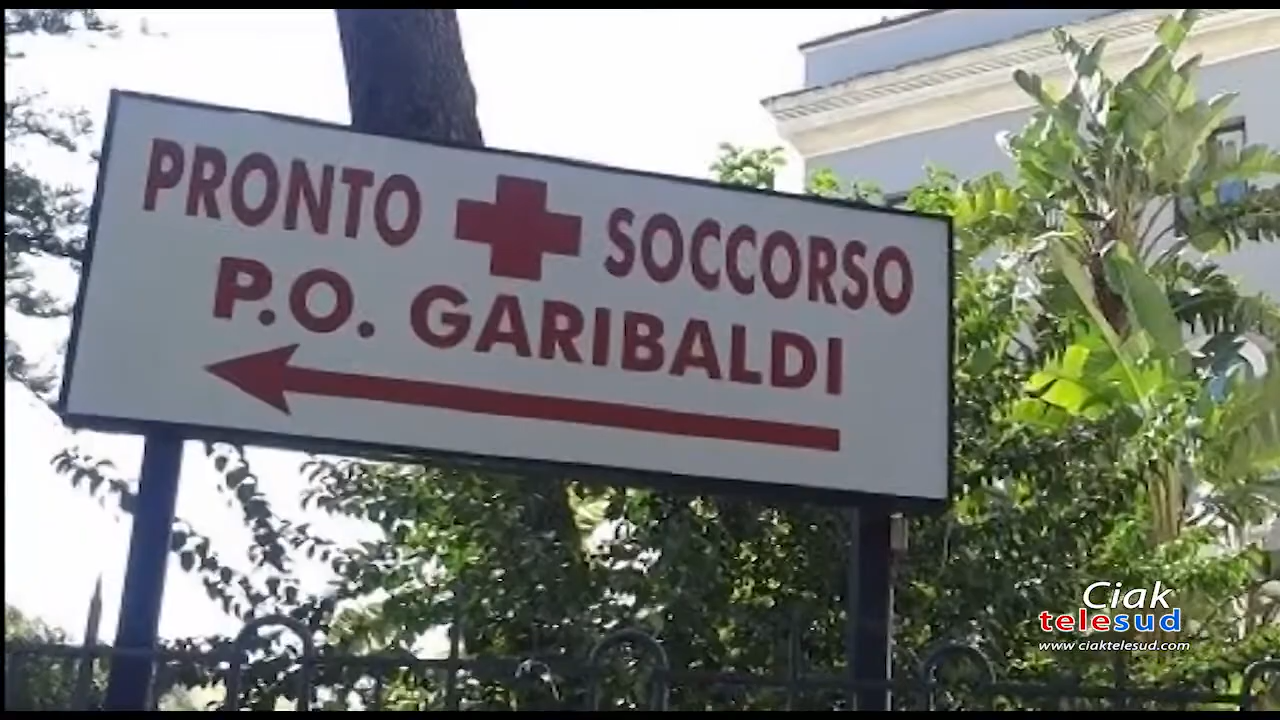 PRONTO SOCCORSO
P.O. GARIBALDI
Ciak
telesud
www.ciaktelesud.com